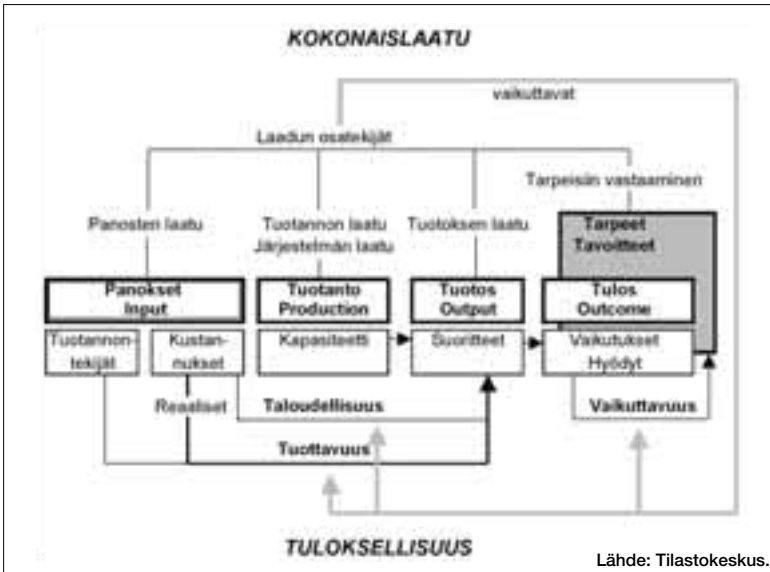 KOKONAISLAATU
vaikuttavat
Laadun osatekijät
Tarpeisiin vastaaminen
Panosten laatu
Tuotannon laatu
Järjestelmän laatu
Tuotoksen laatu
Tarpeet
Tavoitteet
Panokset
Input
Tuotanto
Production
Tuotos
Output
Tulos
Outcome
Tuotannon-
tekijät
Kustan-
nukset
Kapasiteetti
Suoritteet
Vaikutukset
Hyödyt
Reaaliset
Taloudellisuus
Vaikuttavuus
Tuottavuus
TULOKSELLISUUS
Lähde: Tilastokeskus.